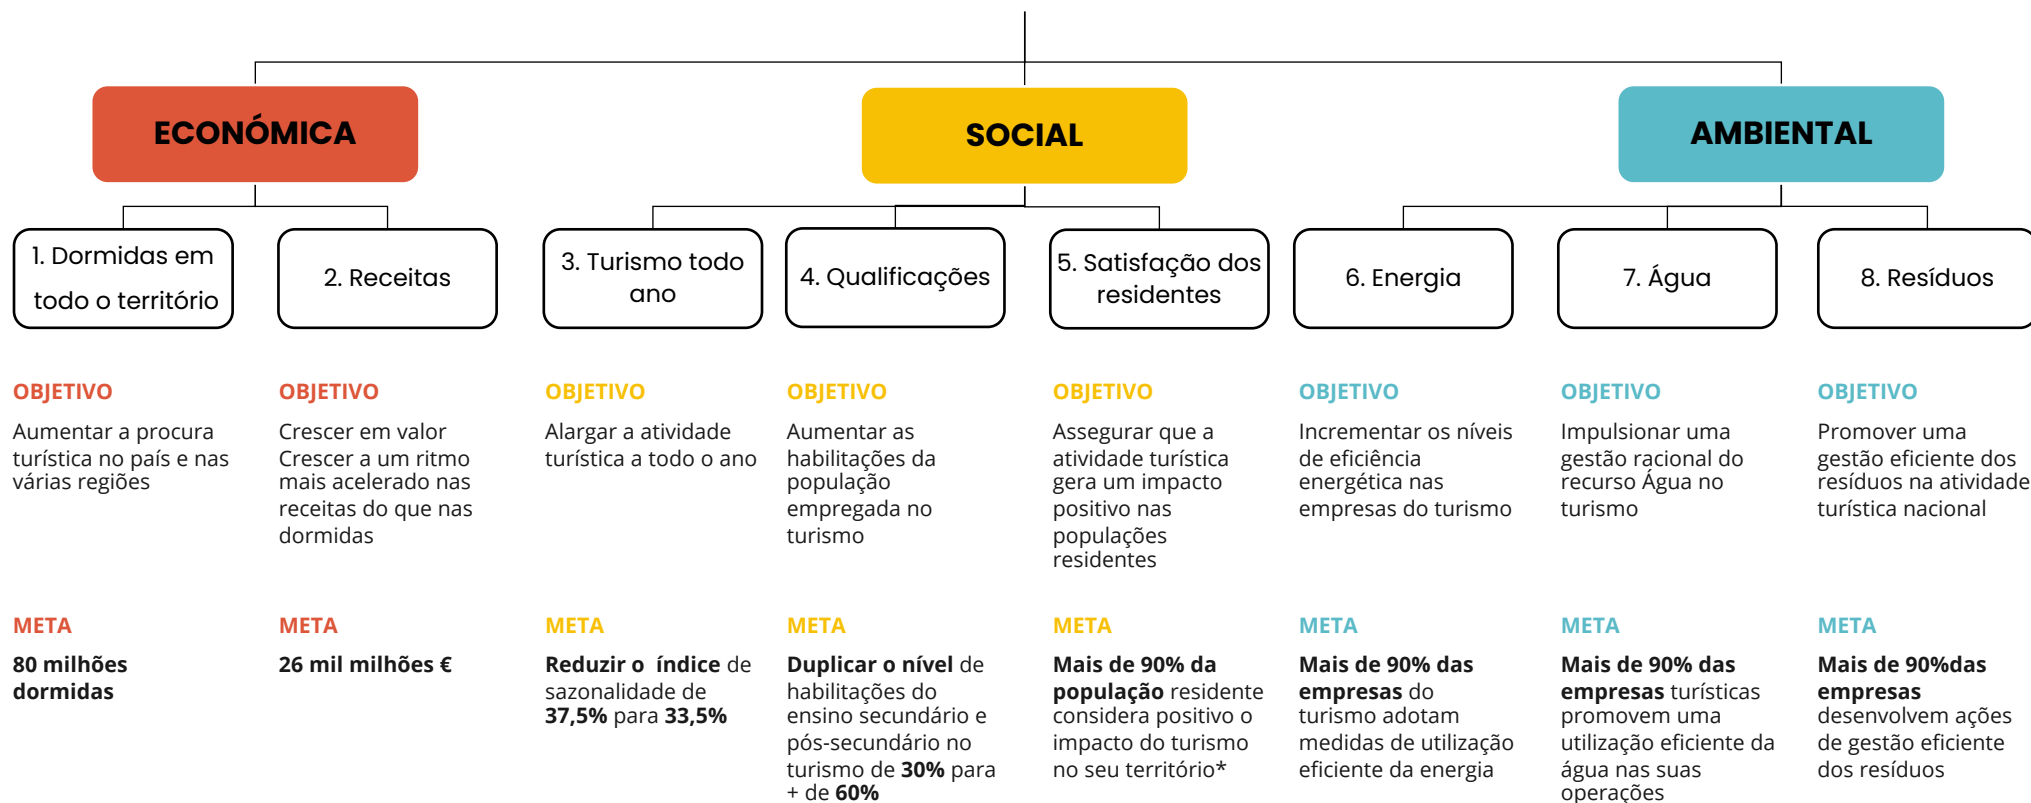 ECONÓMICA
SOCIAL
AMBIENTAL
1. Dormidas em
todo o território
2. Receitas
3. Turismo todo
ano
4. Qualificações
5. Satisfação dos
residentes
6. Energia
7. Água
8. Resíduos
OBJETIVO
Aumentar a procura
turística no país e nas
várias regiões
OBJETIVO
Crescer em valor
Crescer a um ritmo
mais acelerado nas
receitas do que nas
dormidas
OBJETIVO
Alargar a atividade
turística a todo o ano
OBJETIVO
Aumentar as
habilitações da
população
empregada no
turismo
OBJETIVO
Assegurar que a
atividade turística
gera um impacto
positivo nas
populações
residentes
OBJETIVO
Incrementar os níveis
de eficiência
energética nas
empresas do turismo
OBJETIVO
Impulsionar uma
gestão racional do
recurso Água no
turismo
OBJETIVO
Promover uma
gestão eficiente dos
resíduos na atividade
turística nacional
META
80 milhões
dormidas
META
26 mil milhões €
META
Reduzir o  índice de
sazonalidade de
37,5% para 33,5%
META
Duplicar o nível de
habilitações do
ensino secundário e
pós-secundário no
turismo de 30% para
+ de 60%
META
Mais de 90% da
população residente
considera positivo o
impacto do turismo
no seu território*
META
Mais de 90% das
empresas do
turismo adotam
medidas de utilização
eficiente da energia
META
Mais de 90% das
empresas turísticas
promovem uma
utilização eficiente da
água nas suas
operações
META
Mais de 90%das
empresas
desenvolvem ações
de gestão eficiente
dos resíduos